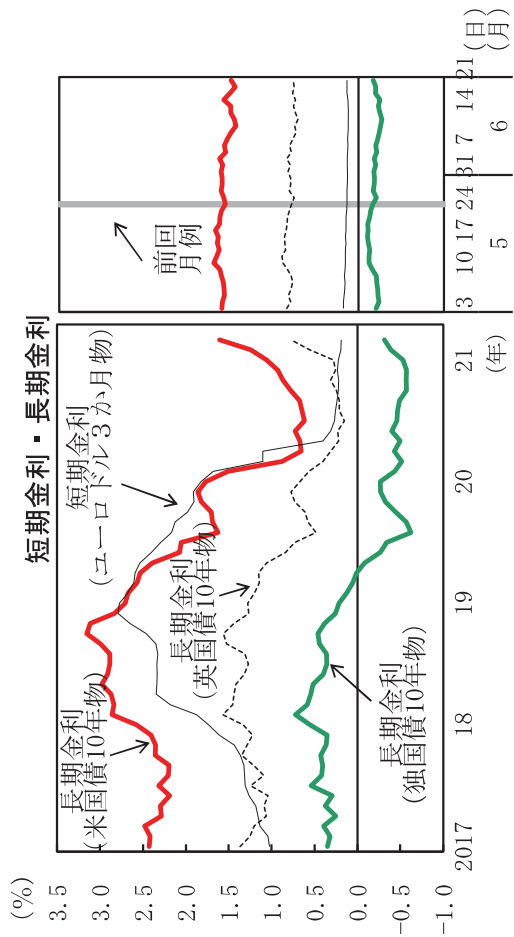 短期金利・長期金利
(%)
3.5
3.0
2.5
2.0
1.5
1.0
0.5
0.0
-0.5
-1.0
長期金利
(米国債10年物)
短期金利
(ユーロドル3か月物)
長期金利
(英国債10年物)
長期金利
(独国債10年物)
前回
月例
2017 18 19 20 21
(年)
3 10 17 24 31 7 14 21 (日)
5 6 (月)